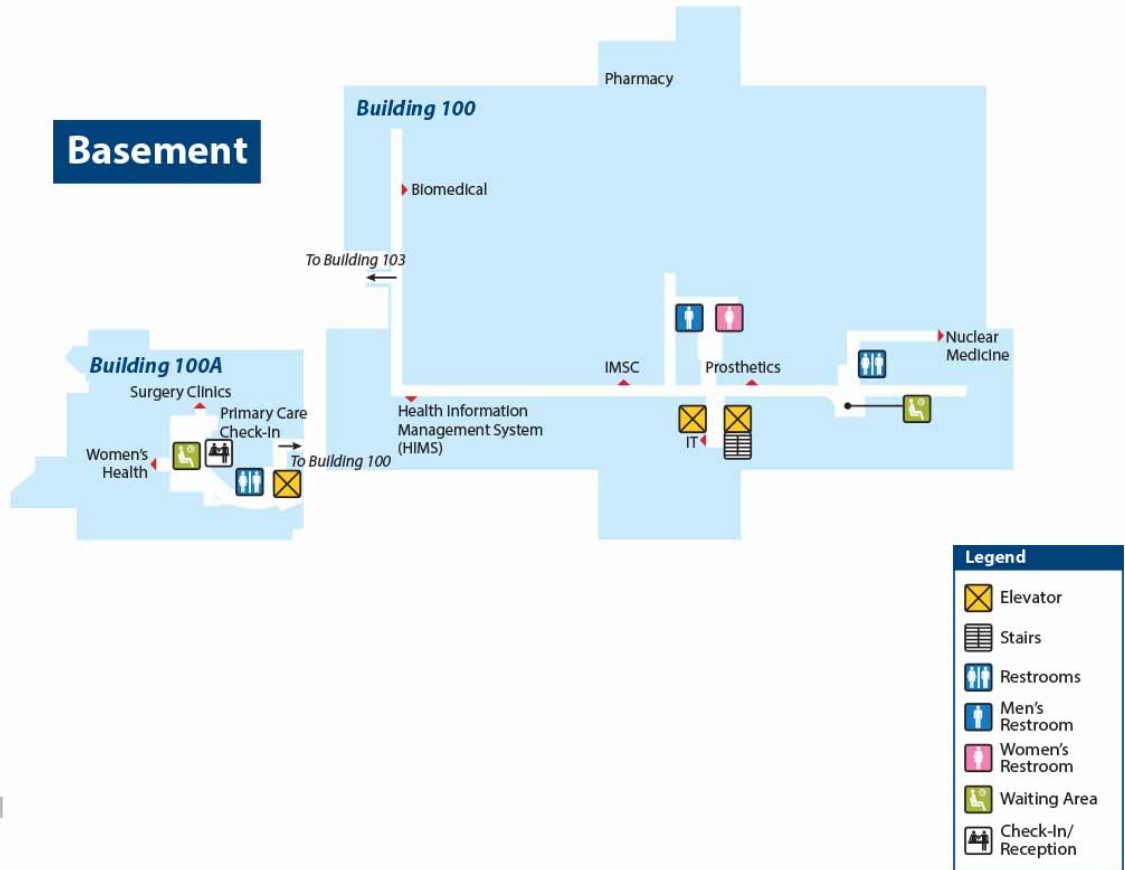 Pharmacy
Building 100
Basement
Biomedical
To Building 103
Nuclear
Medicine
IMSC
Prosthetics
Building 100A
Surgery Clinics
Primary Care
Check-In
Health Information
Management System
(HIMS)
IT
Women's
Health
To Building 100
Legend
Elevator
Stairs
Restrooms
Men's
Restroom
Women's
Restroom
Waiting Area
Check-In/
Reception